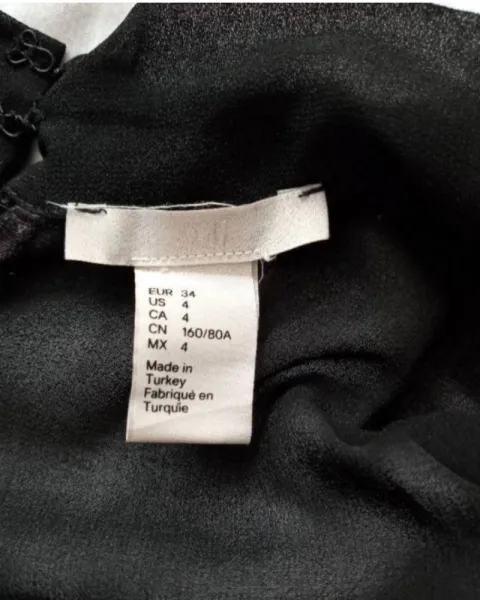 EUR 34
US 4
CA 4
CN 160/80A
MX 4
Made in
Turkey
Fabriqué en
Turquie